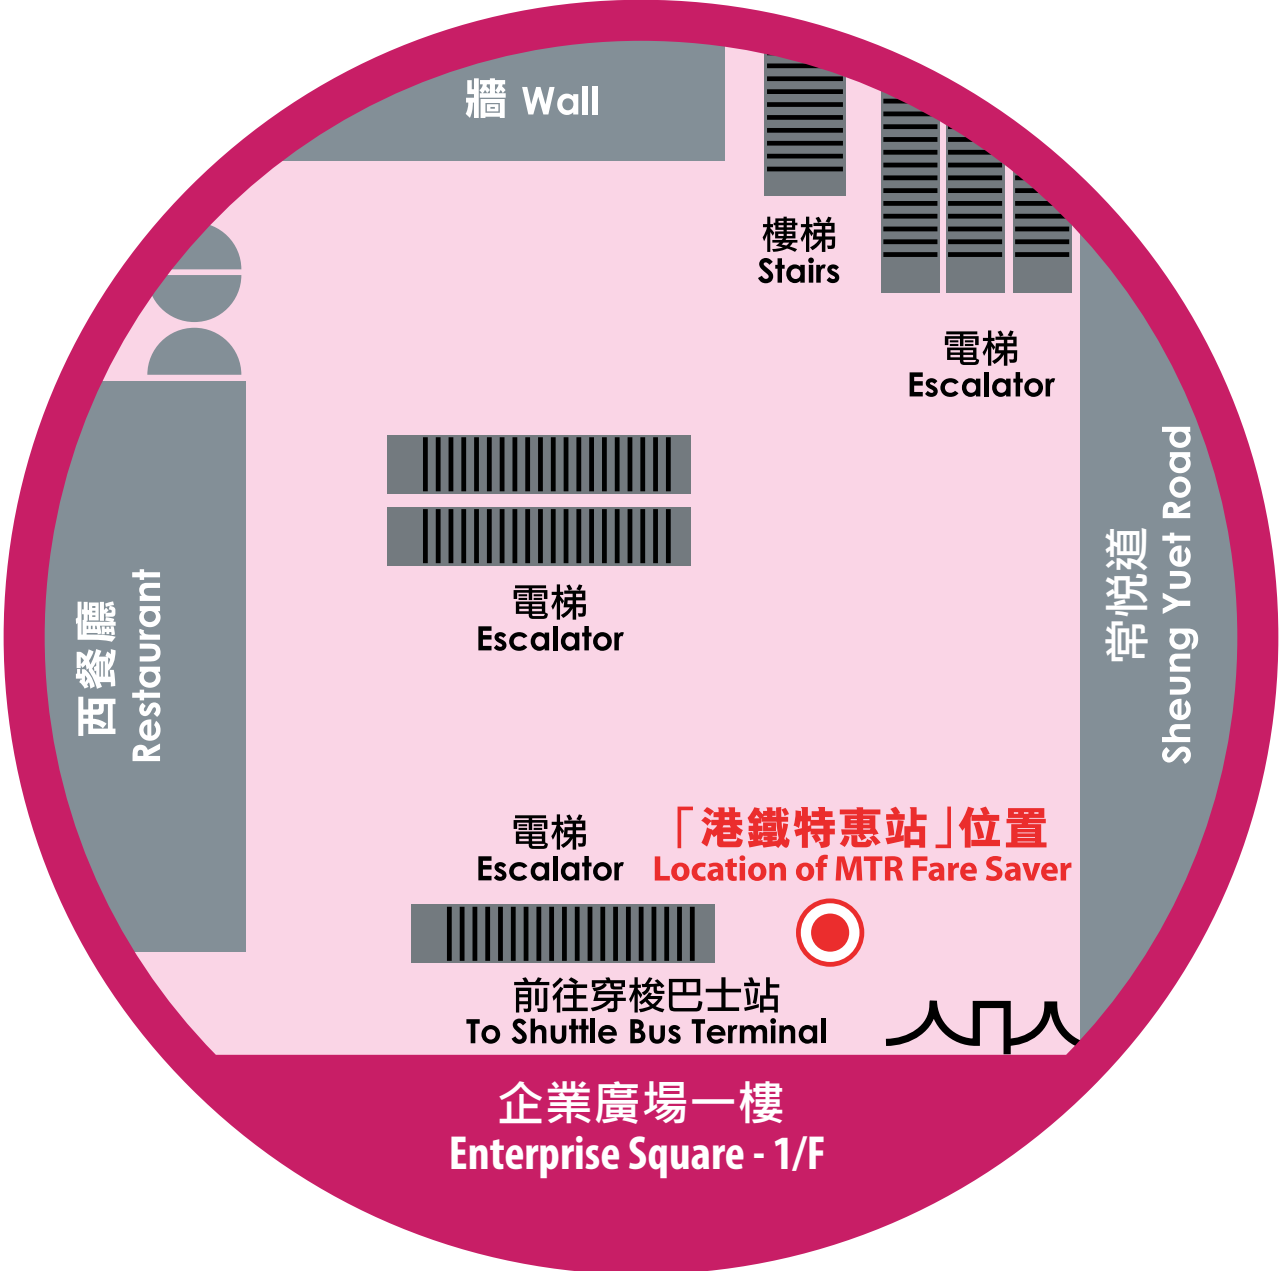 牆 Wall
樓梯
Stairs
電梯
Escalator
電梯
Escalator
西餐廳
Restaurant
常悦道
Sheung Yuet Road
電梯
Escalator
「港鐵特惠站」位置
Location of MTR Fare Saver
前往穿梭巴士站
To Shuttle Bus Terminal
企業廣場一樓
Enterprise Square - 1/F